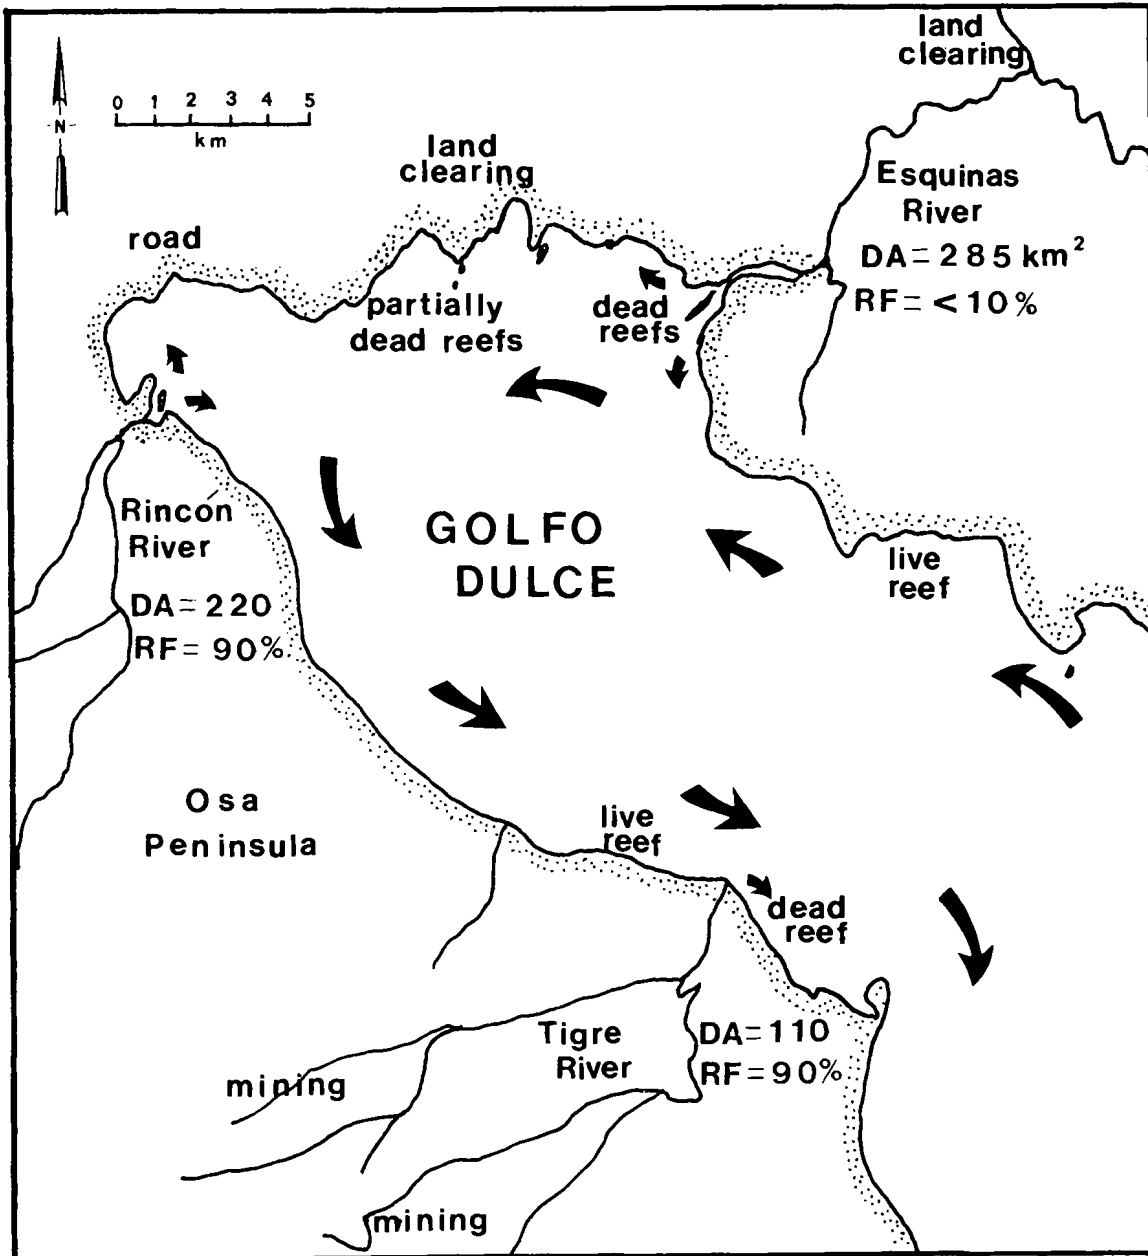 land
clearing
N
0 1 2 3 4 5
km
land
clearing
Esquinas
River
DA = 285 km²
RF = < 10 %
road
partially
dead reefs
dead
reefs
Rincon
River
DA = 220
RF = 90%
GOLFO
DULCE
live
reef
Osa
Peninsula
live
reef
dead
reef
Tigre
River
DA = 110
RF = 90%
mining
mining